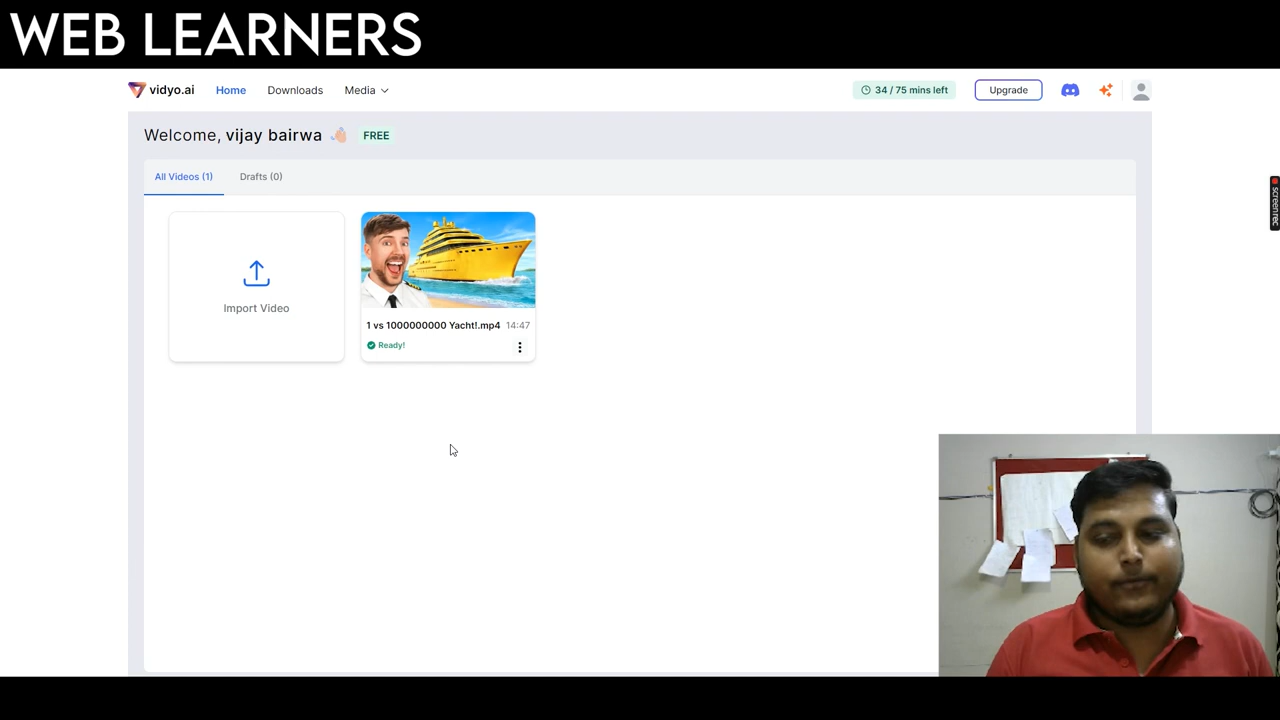 WEB LEARNERS
vidyo.ai Home Downloads Media 34 / 75 mins left Upgrade
Welcome, vijay bairwa FREE
All Videos (1) Drafts (0)
Import Video
1 vs 1000000000 Yacht!.mp4 14:47
Ready!
screenrec